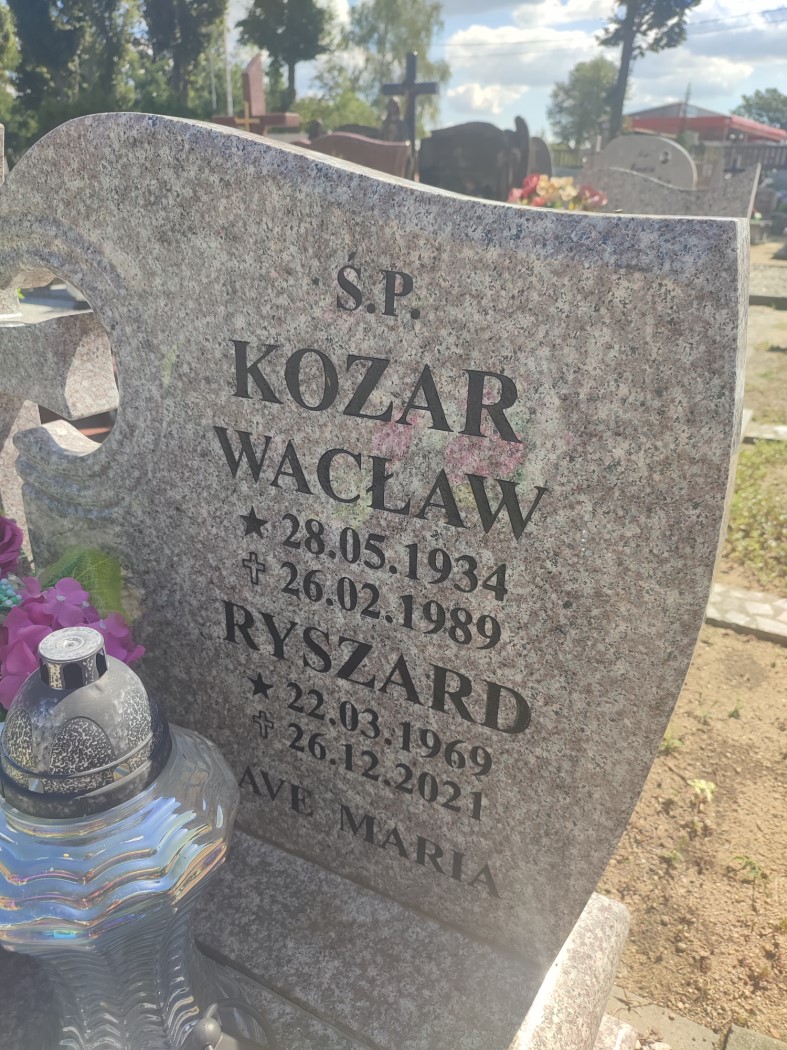 Ś.P.
KOZAR
WACŁAW
★ 28.05.1934
✝ 26.02.1989
RYSZARD
★ 22.03.1969
✝ 26.12.2021
AVE MARIA